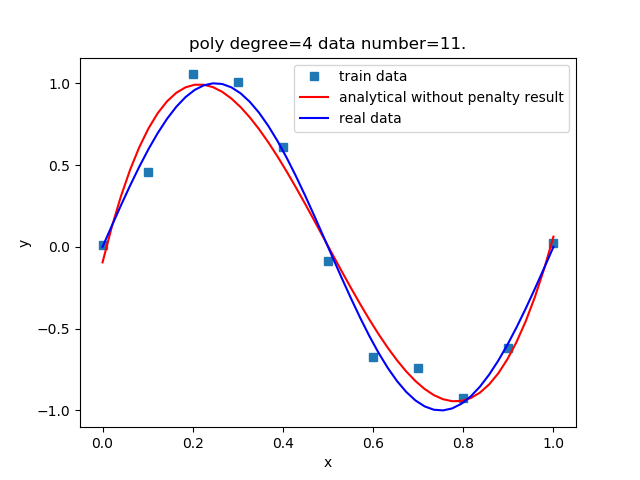 poly degree=4 data number=11.
train data
analytical without penalty result
real data
1.0
0.5
0.0
−0.5
−1.0
y
0.0 0.2 0.4 0.6 0.8 1.0
x